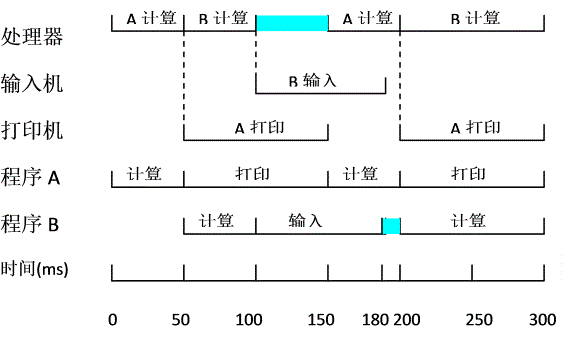 处理器 A 计算 B 计算 A 计算 B 计算
输入机 B 输入
打印机 A 打印 A 打印
程序 A 计算 打印 计算 打印
程序 B 计算 输入 计算
时间(ms)
0 50 100 150 180 200 250 300